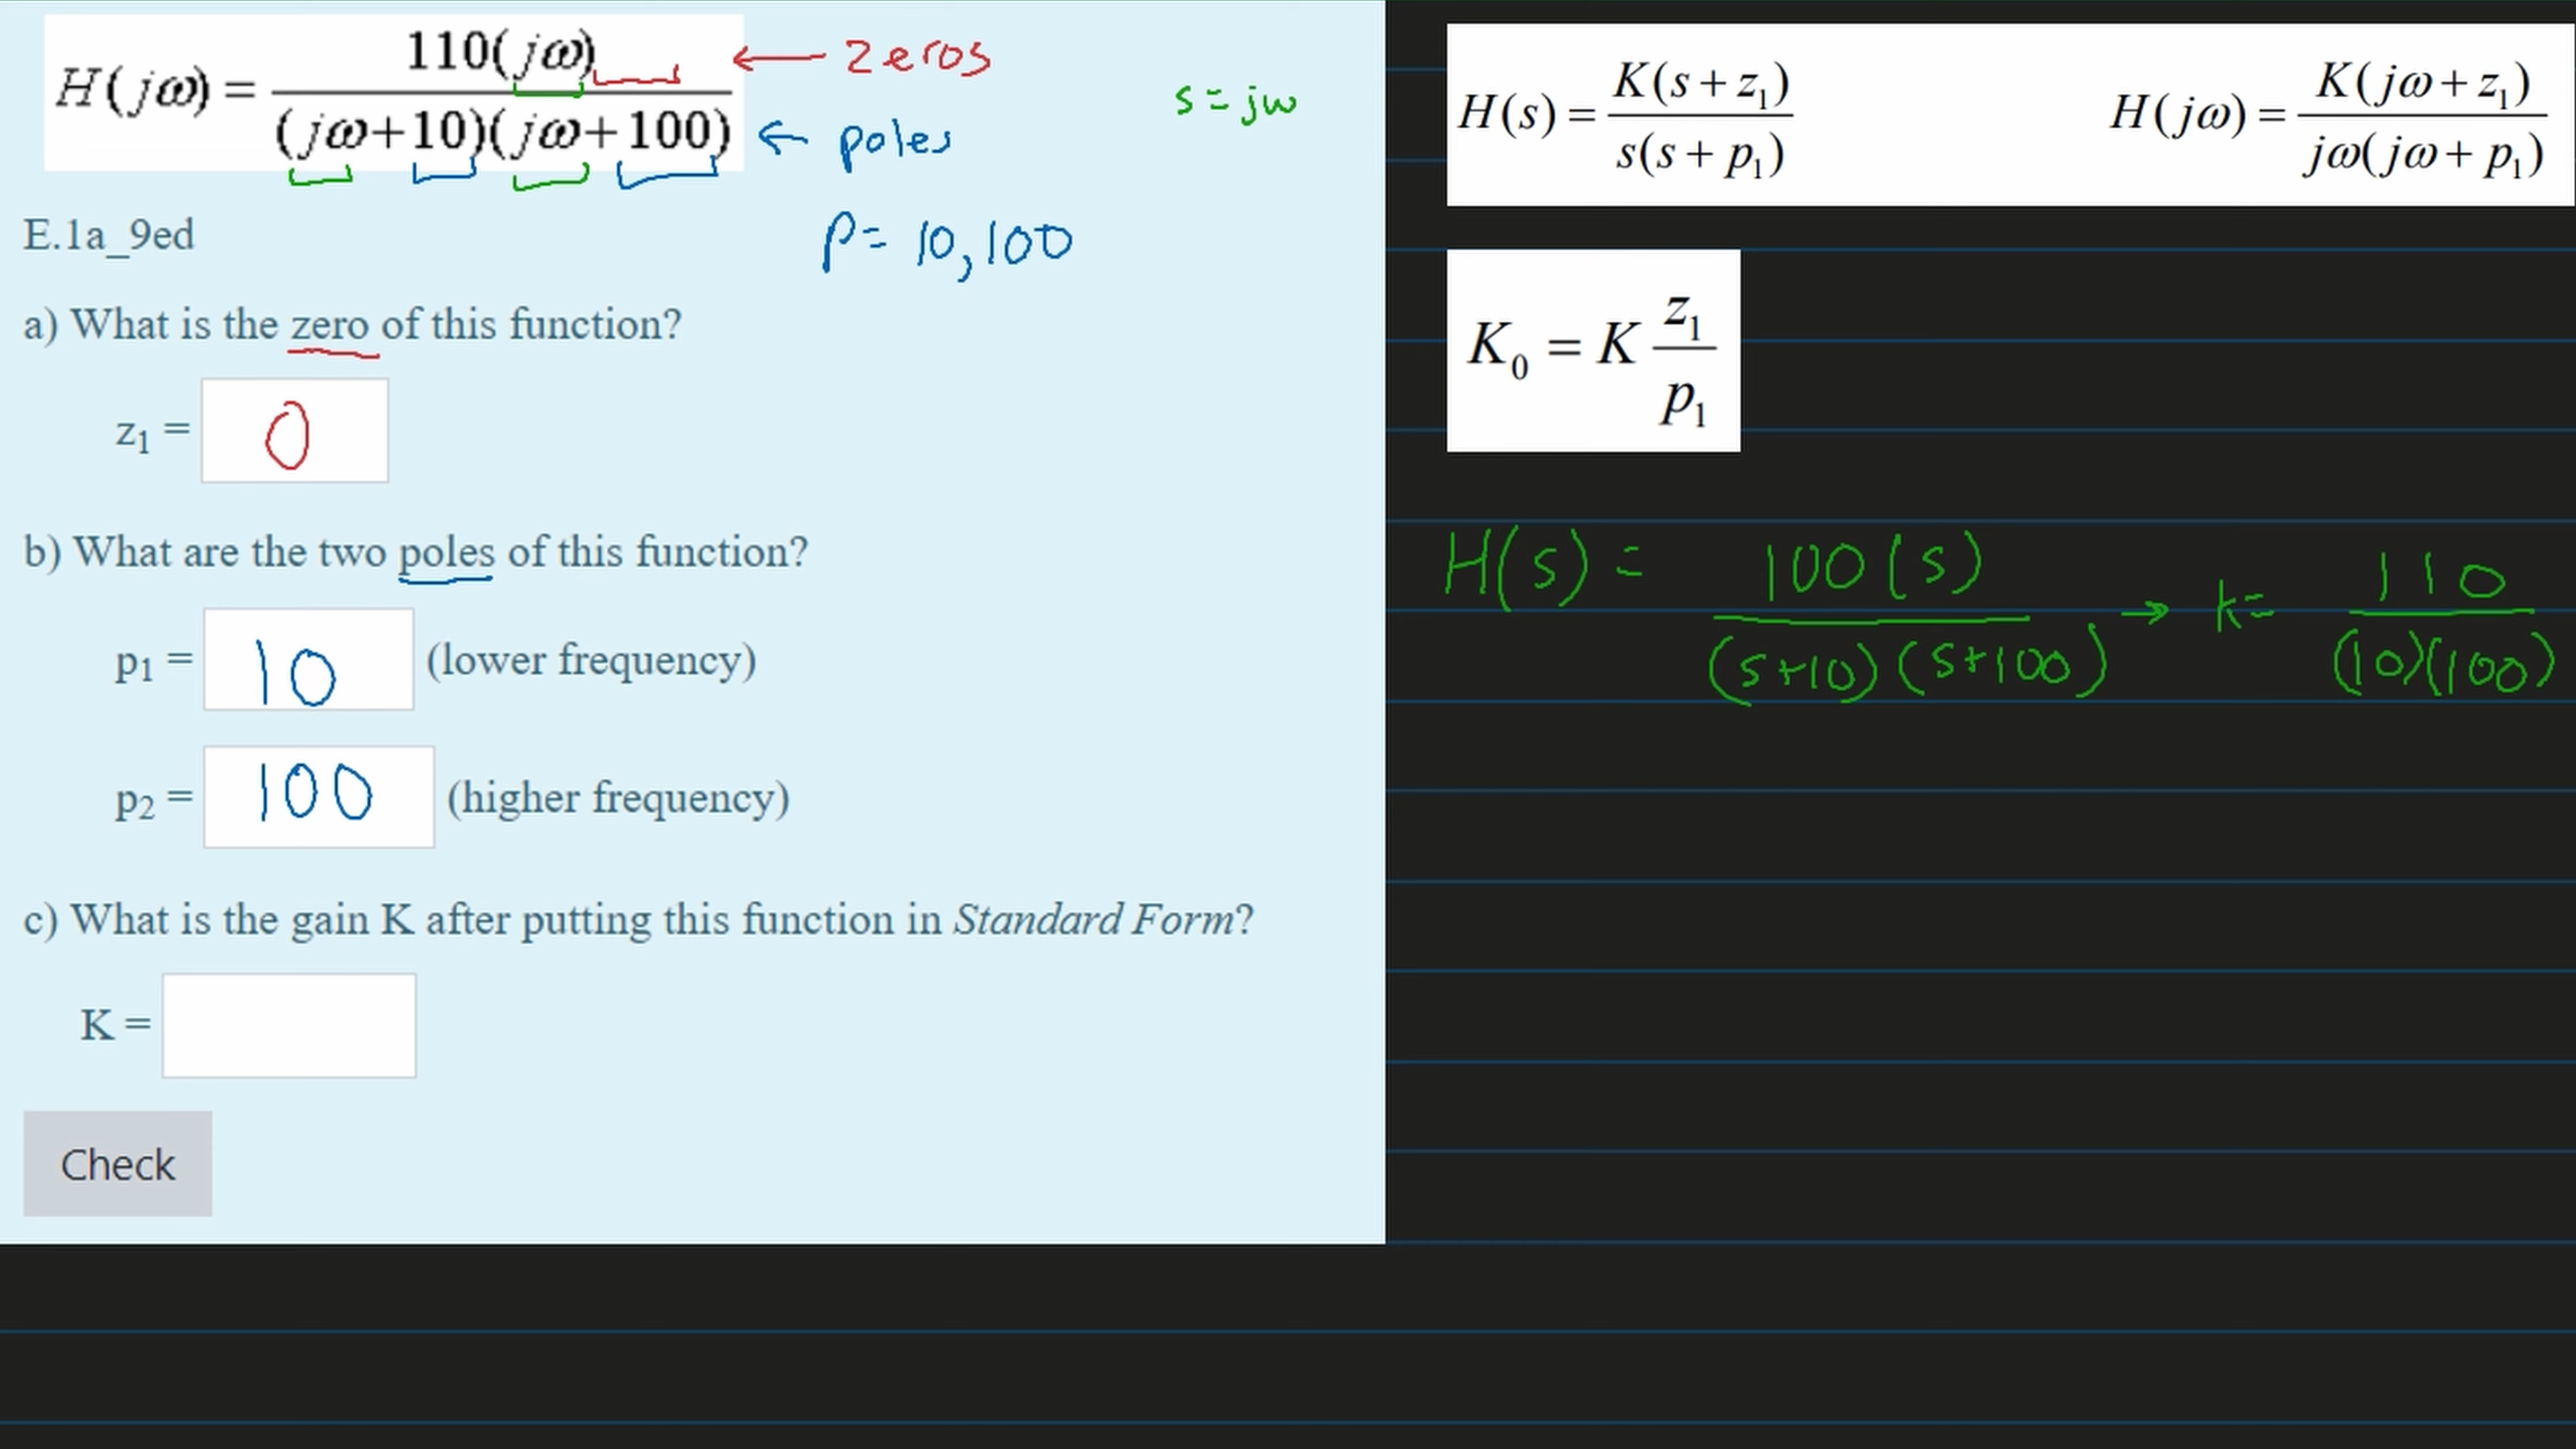 H(jω) = 110(jω) / (jω+10)(jω+100)
← zeros
← poles
s = jω
P = 10, 100
E.1a_9ed
a) What is the zero of this function?
z₁ = 0
b) What are the two poles of this function?
p₁ = 10 (lower frequency)
p₂ = 100 (higher frequency)
c) What is the gain K after putting this function in Standard Form?
K =
Check
H(s) = K(s + z₁) / s(s + p₁)
H(jω) = K(jω + z₁) / jω(jω + p₁)
K₀ = K z₁ / p₁
H(s) = 100(s) / (s+10)(s+100) → k = 110 / (10)(100)